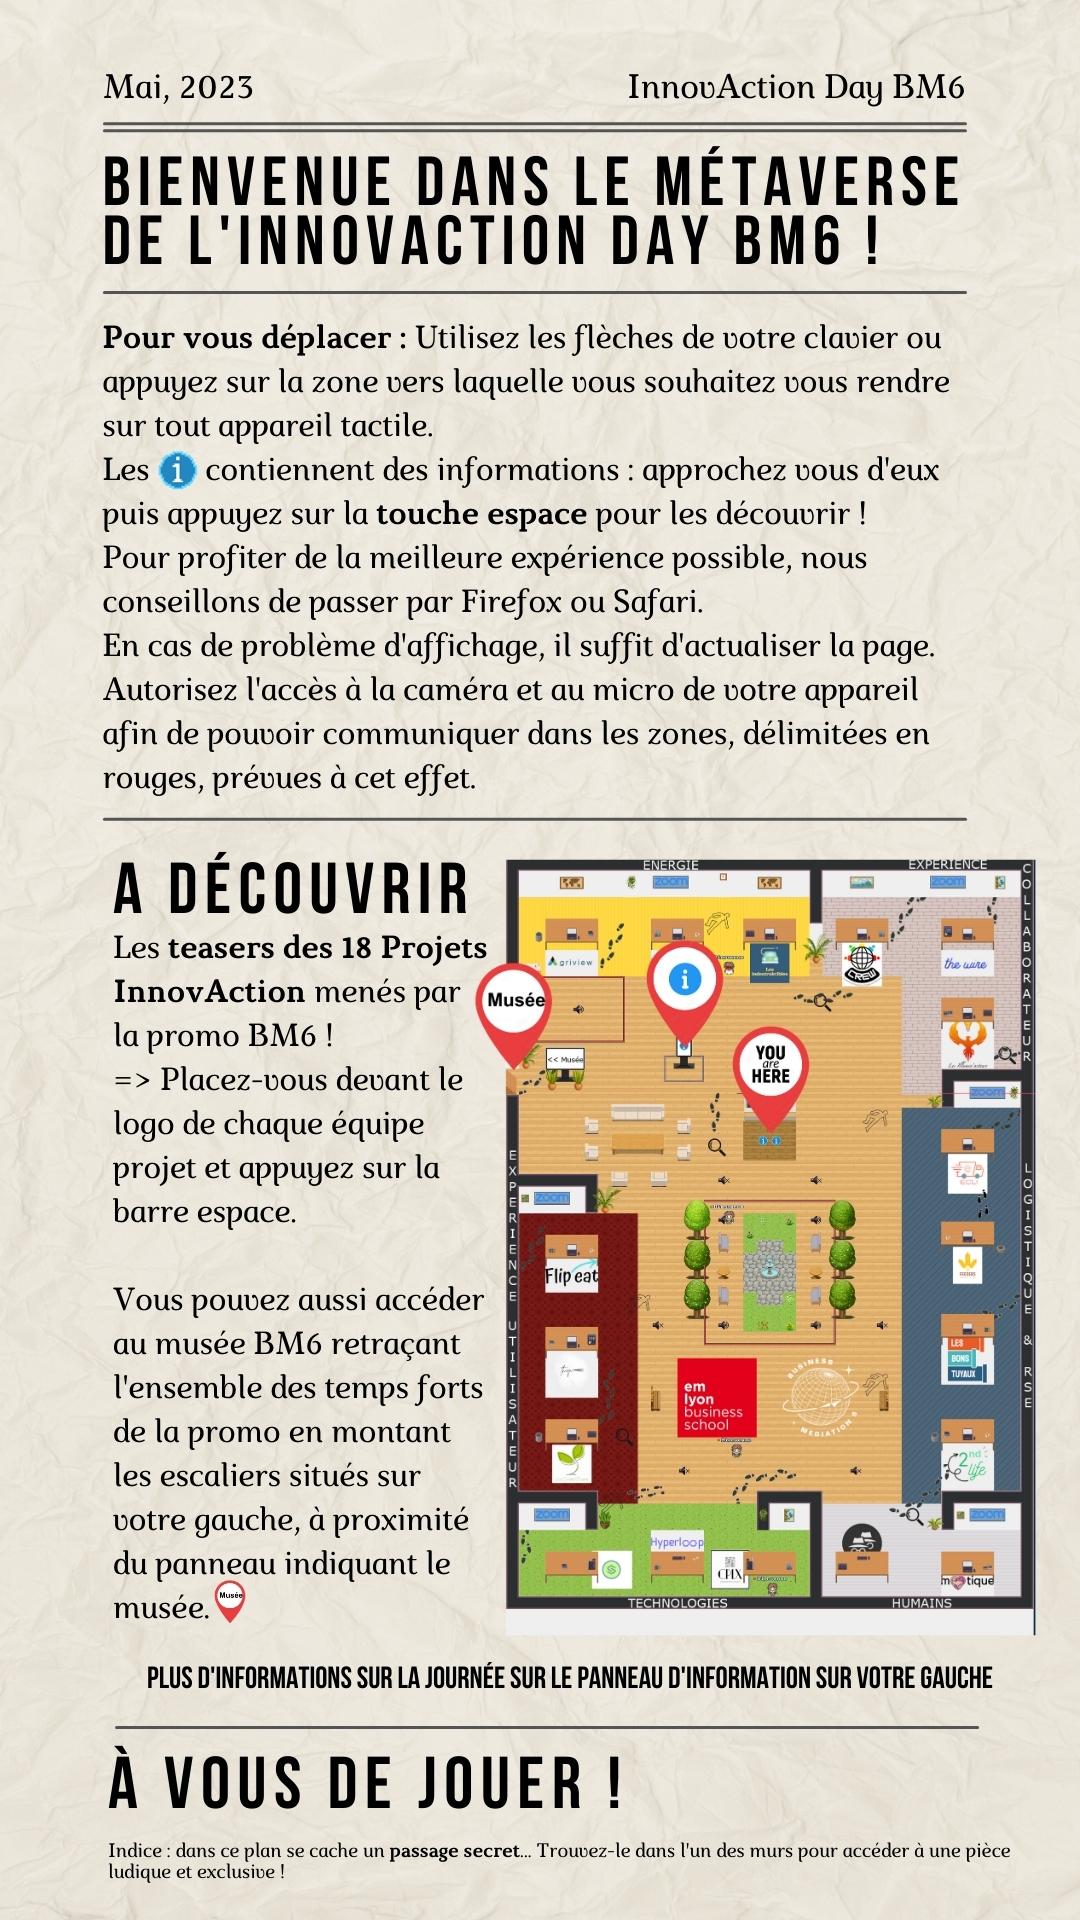 Mai, 2023
InnovAction Day BM6
BIENVENUE DANS LE MÉTAVERSE
DE L'INNOVACTION DAY BM6 !
Pour vous déplacer : Utilisez les flèches de votre clavier ou
appuyez sur la zone vers laquelle vous souhaitez vous rendre
sur tout appareil tactile.
Les i contiennent des informations : approchez vous d'eux
puis appuyez sur la touche espace pour les découvrir !
Pour profiter de la meilleure expérience possible, nous
conseillons de passer par Firefox ou Safari.
En cas de problème d'affichage, il suffit d'actualiser la page.
Autorisez l'accès à la caméra et au micro de votre appareil
afin de pouvoir communiquer dans les zones, délimitées en
rouges, prévues à cet effet.
A DÉCOUVRIR
Les teasers des 18 Projets
InnovAction menés par
la promo BM6 !
=> Placez-vous devant le
logo de chaque équipe
projet et appuyez sur la
barre espace.
Vous pouvez aussi accéder
au musée BM6 retraçant
l'ensemble des temps forts
de la promo en montant
les escaliers situés sur
votre gauche, à proximité
du panneau indiquant le
musée. Musée
ENERGIE
EXPERIENCE
COLLABORATEUR
zoom
zoom
griview
Les
industruktibles
CREW
the wire
Musée
i
<< Musée
YOU
are
HERE
zoom
EXPERIENCE UTILISATEUR
LOGISTIQUE & RSE
zoom
ECLI
Flip eat
LES
BONS
TUYAUX
em
lyon
business
school
BUSINESS
MEDIATION 6
2nd
life
zoom
zoom
Hyperloop
CPIX
TECHNOLOGIES
HUMAINS
PLUS D'INFORMATIONS SUR LA JOURNÉE SUR LE PANNEAU D'INFORMATION SUR VOTRE GAUCHE
À VOUS DE JOUER !
Indice : dans ce plan se cache un passage secret... Trouvez-le dans l'un des murs pour accéder à une pièce
ludique et exclusive !